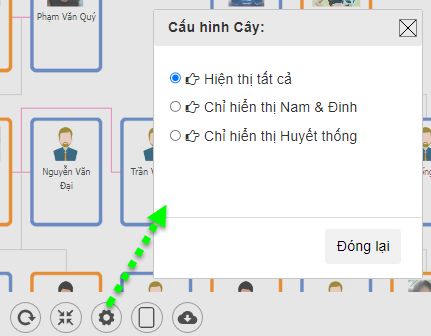 Phạm Văn Quý
Cấu hình Cây:
Hiện thị tất cả
Chỉ hiển thị Nam & Đinh
Chỉ hiển thị Huyết thống
Nguyễn Văn
Đại
Trần
Đóng lại